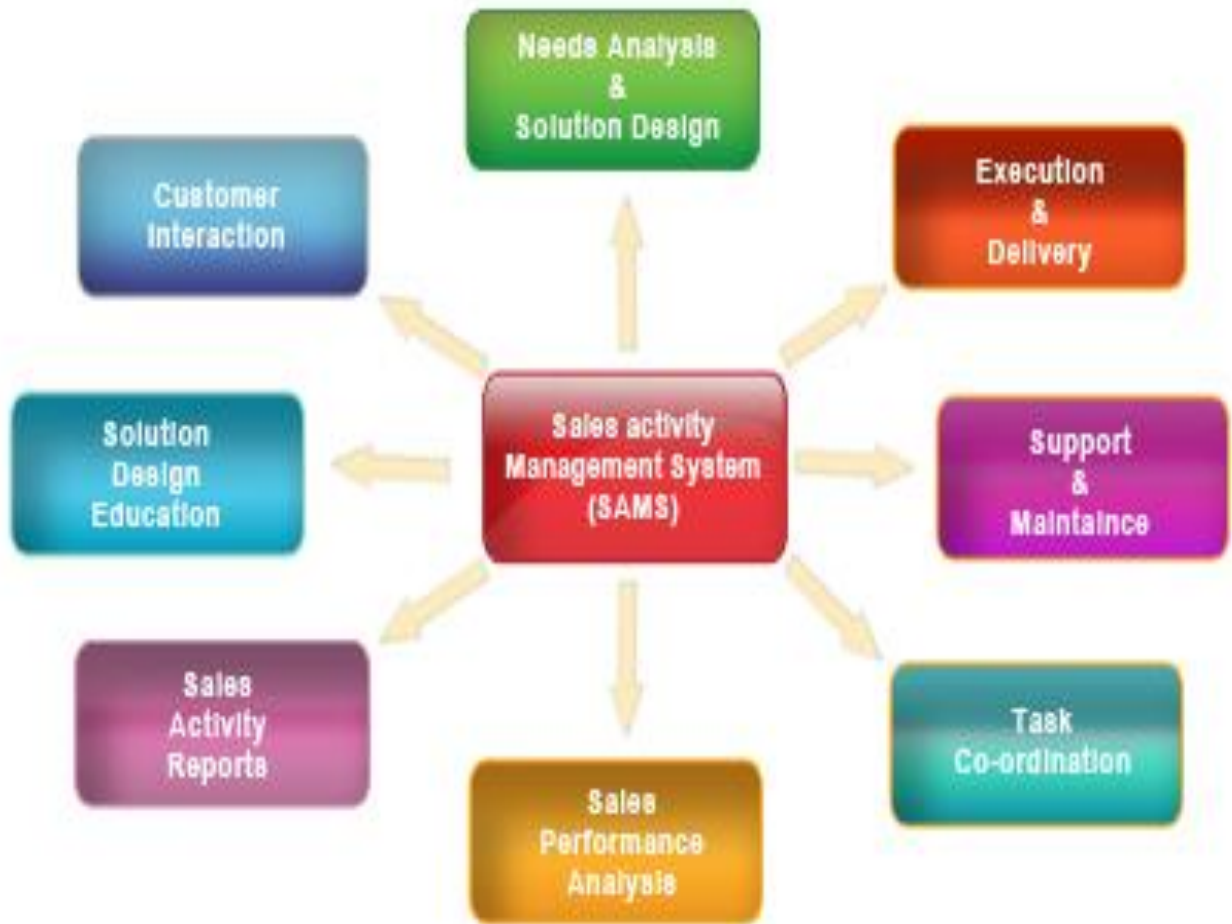 Needs Analysis
&
Solution Design
Customer
Interaction
Execution
&
Delivery
Solution
Design
Education
Sales activity
Management System
(SAMS)
Support
&
Maintaince
Sales
Activity
Reports
Task
Co-ordination
Sales
Performance
Analysis